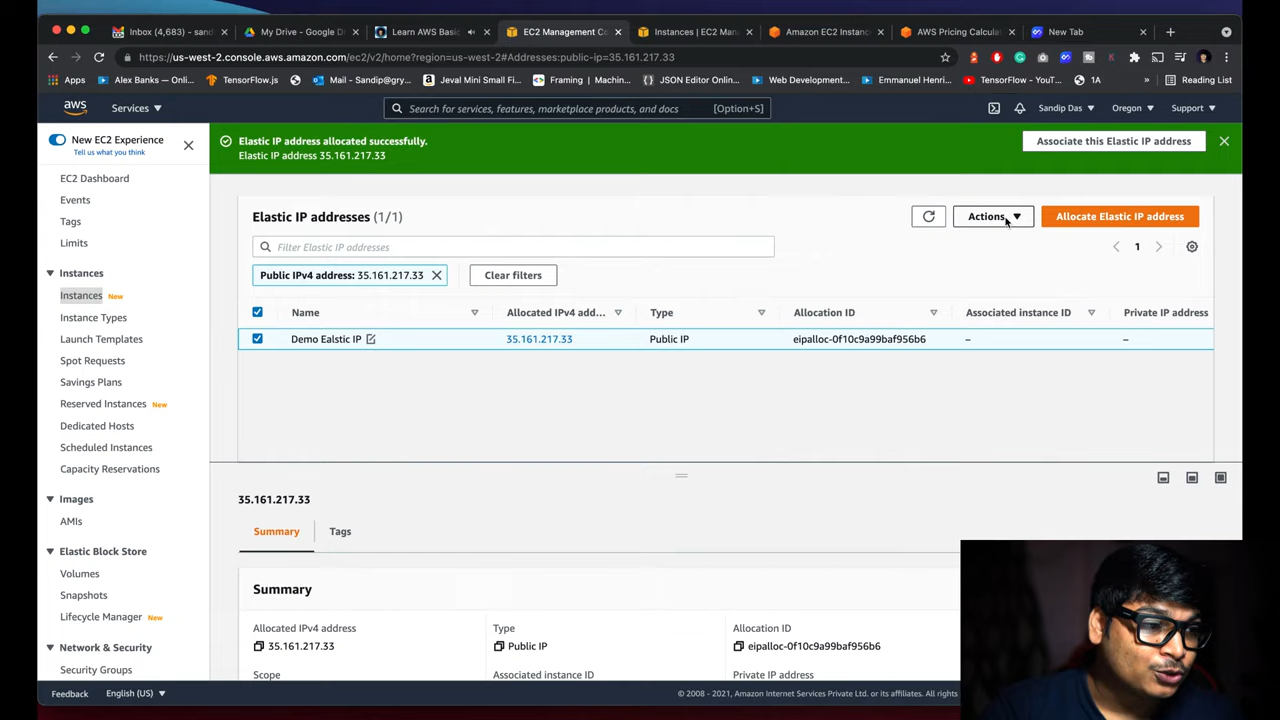 Inbox (4,683) - sand
My Drive - Google D
Learn AWS Basic
EC2 Management Co
Instances | EC2 Man
Amazon EC2 Instanc
AWS Pricing Calculat
New Tab
https://us-west-2.console.aws.amazon.com/ec2/v2/home?region=us-west-2#Addresses:public-ip=35.161.217.33
Apps
Alex Banks — Onli...
TensorFlow.js
Mail - Sandip@gry...
Jeval Mini Small Fi...
Framing | Machin...
JSON Editor Onlin...
Web Development...
Emmanuel Henri...
TensorFlow - YouT...
1A
»
Reading List
aws
Services
Search for services, features, marketplace products, and docs
[Option+S]
Sandip Das
Oregon
Support
New EC2 Experience
Tell us what you think
EC2 Dashboard
Events
Tags
Limits
Instances
Instances New
Instance Types
Launch Templates
Spot Requests
Savings Plans
Reserved Instances New
Dedicated Hosts
Scheduled Instances
Capacity Reservations
Images
AMIs
Elastic Block Store
Volumes
Snapshots
Lifecycle Manager New
Network & Security
Security Groups
Elastic IP address allocated successfully.
Elastic IP address 35.161.217.33
Associate this Elastic IP address
Elastic IP addresses (1/1)
Actions
Allocate Elastic IP address
Filter Elastic IP addresses
1
Public IPv4 address: 35.161.217.33
Clear filters
Name
Allocated IPv4 add...
Type
Allocation ID
Associated instance ID
Private IP address
Demo Ealstic IP
35.161.217.33
Public IP
eipalloc-0f10c9a99baf956b6
–
–
35.161.217.33
Summary
Tags
Summary
Allocated IPv4 address
35.161.217.33
Type
Public IP
Allocation ID
eipalloc-0f10c9a99baf956b6
Scope
Associated instance ID
Private IP address
Feedback
English (US)
© 2008 - 2021, Amazon Internet Services Private Ltd. or its affiliates. All rights